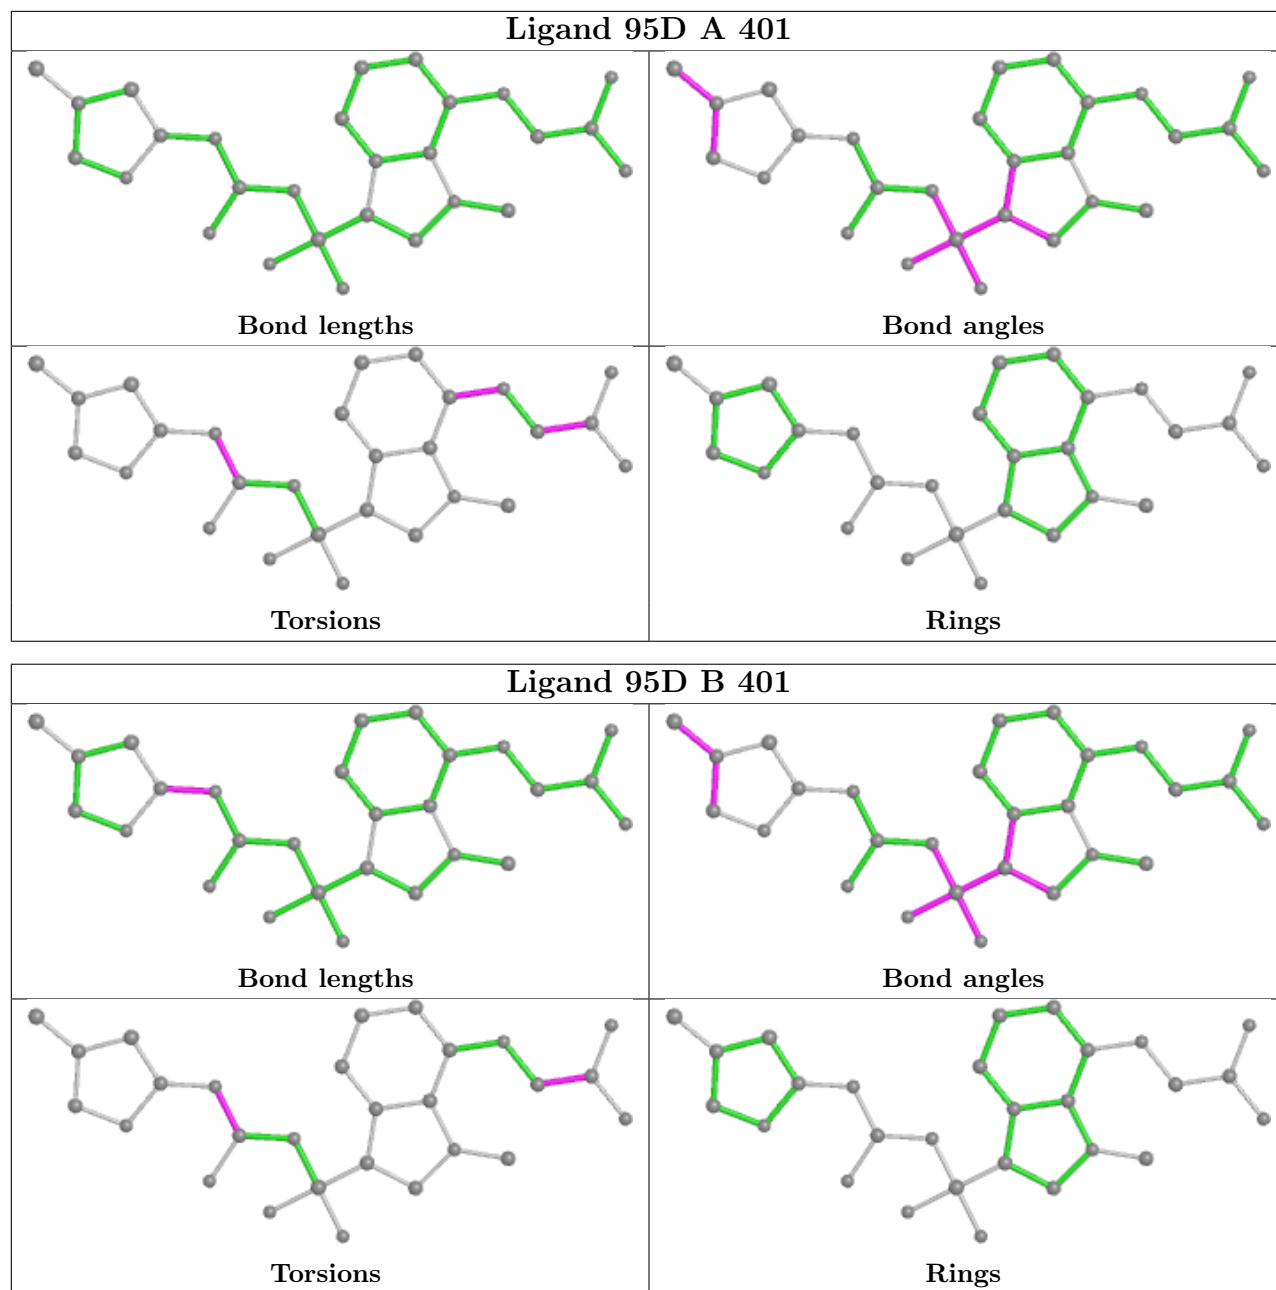 Ligand 95D A 401
Bond lengths
Bond angles
Torsions
Rings
Ligand 95D B 401
Bond lengths
Bond angles
Torsions
Rings